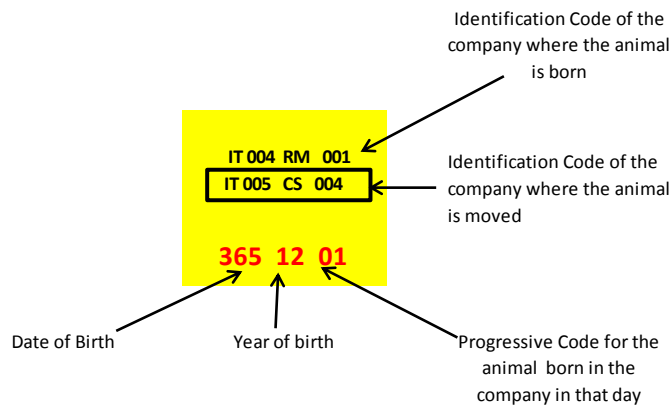 Identification Code of the
company where the animal
is born
IT 004 RM 001
IT 005 CS 004
Identification Code of the
company where the animal
is moved
365 12 01
Date of Birth
Year of birth
Progressive Code for the
animal born in the
company in that day